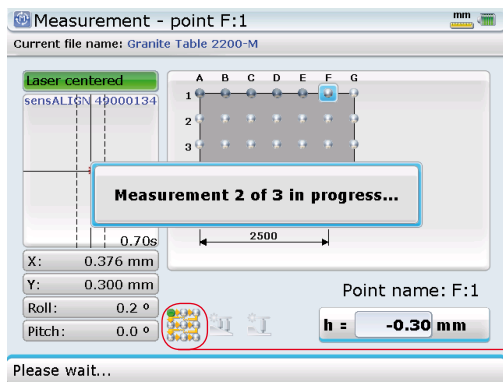 Measurement - point F:1
mm
Current file name: Granite Table 2200-M
Laser centered
sensALIGN 49000134
0.70s
A B C D E F G
1
2
3
Measurement 2 of 3 in progress...
2500
X: 0.376 mm
Y: 0.300 mm
Roll: 0.2 º
Pitch: 0.0 º
Point name: F:1
h = -0.30 mm
Please wait...